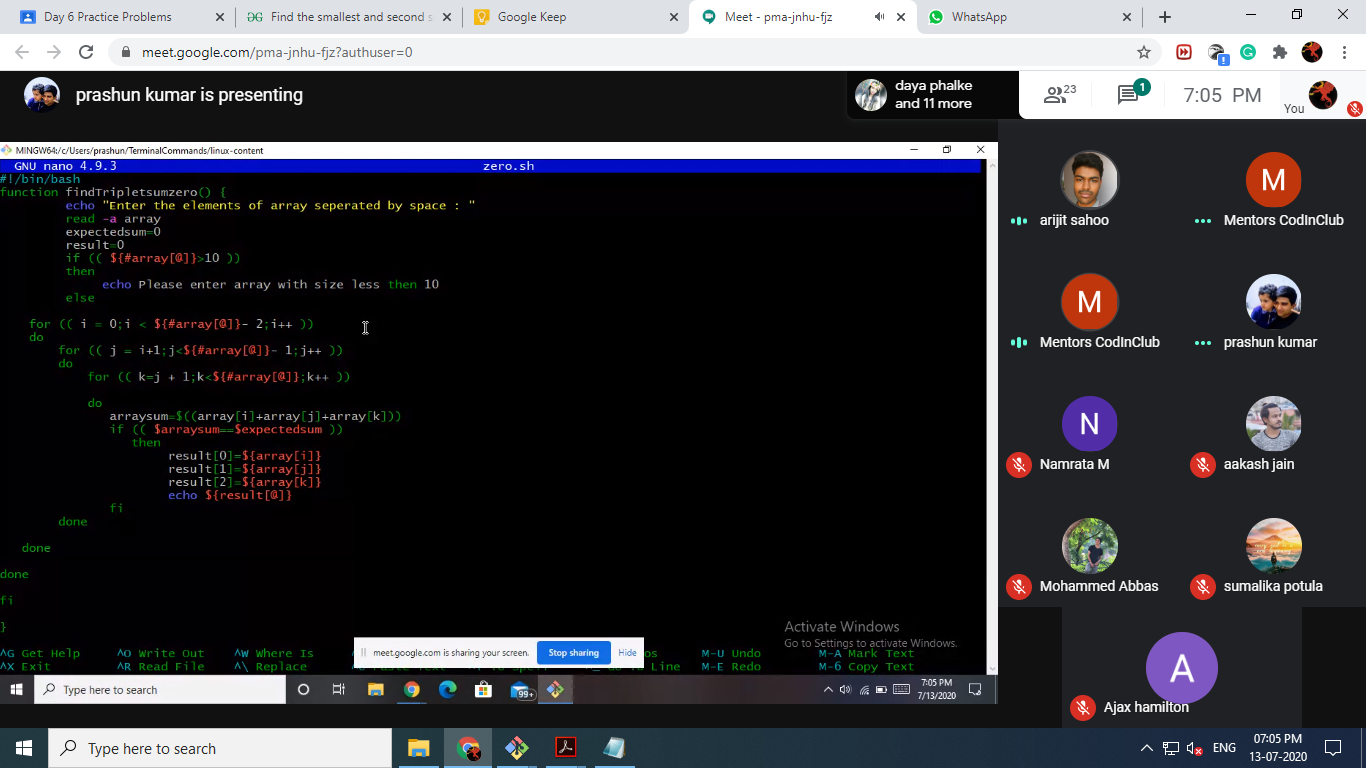 Day 6 Practice Problems
Find the smallest and second s
Google Keep
Meet - pma-jnhu-fjz
WhatsApp
meet.google.com/pma-jnhu-fjz?authuser=0
prashun kumar is presenting
daya phalke
and 11 more
23
1
7:05 PM
You
MINGW64:/c/Users/prashun/TerminalCommands/linux-content
GNU nano 4.9.3
zero.sh
#!/bin/bash
function findTripletsumzero() {
echo "Enter the elements of array seperated by space : "
read -a array
expectedsum=0
result=0
if (( ${#array[@]}>10 ))
then
echo Please enter array with size less then 10
else
for (( i = 0;i < ${#array[@]}- 2;i++ ))
do
for (( j = i+1;j<${#array[@]}- 1;j++ ))
do
for (( k=j + 1;k<${#array[@]};k++ ))
do
arraysum=$((array[i]+array[j]+array[k]))
if (( $arraysum==$expectedsum ))
then
result[0]=${array[i]}
result[1]=${array[j]}
result[2]=${array[k]}
echo ${result[@]}
fi
done
done
done
fi
}
^G Get Help ^O Write Out ^W Where Is M-U Undo M-A Mark Text
^X Exit ^R Read File ^\ Replace M-E Redo M-6 Copy Text
meet.google.com is sharing your screen. Stop sharing Hide
Activate Windows
Go to Settings to activate Windows.
Type here to search
99+
7:05 PM
7/13/2020
arijit sahoo
M
Mentors CodInClub
M
Mentors CodInClub
prashun kumar
N
Namrata M
aakash jain
Mohammed Abbas
sumalika potula
A
Ajax hamilton
Type here to search
ENG
07:05 PM
13-07-2020